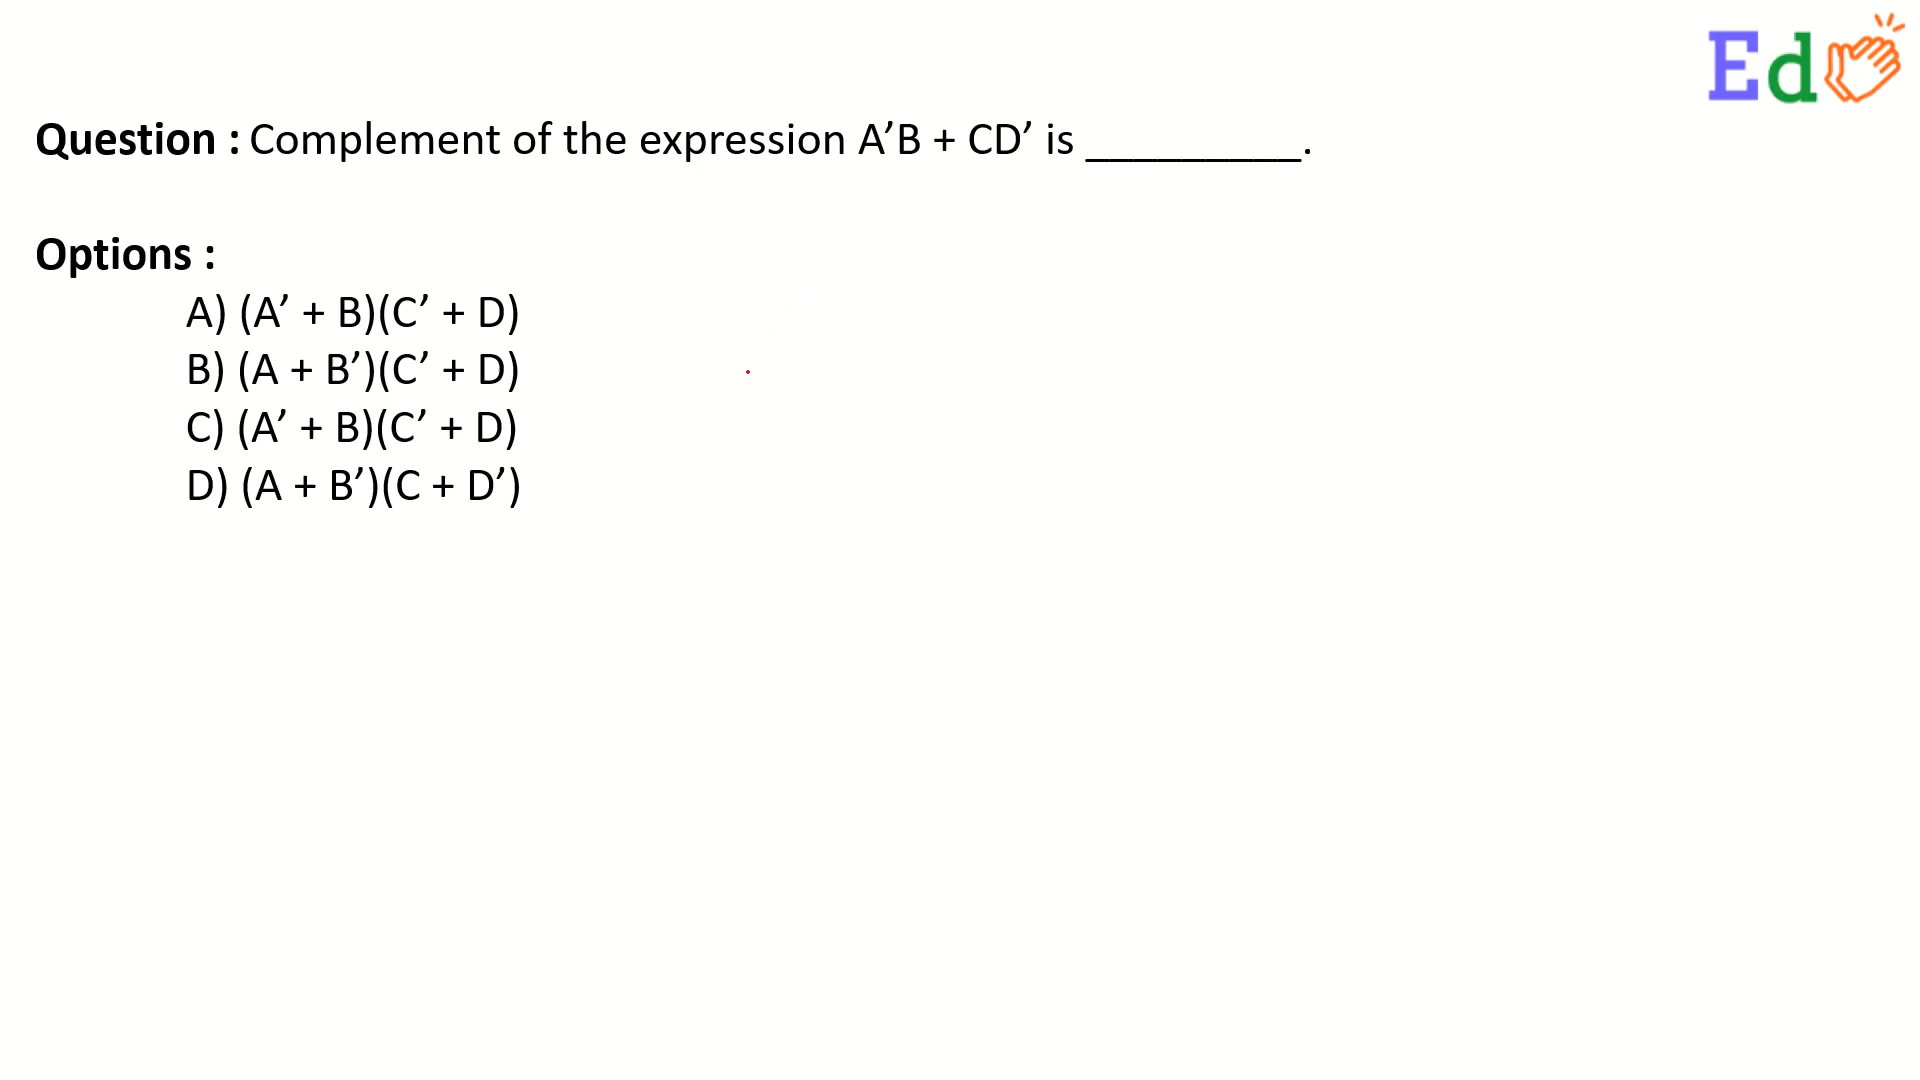 Ed
Question : Complement of the expression A’B + CD’ is _________.
Options :
A) (A’ + B)(C’ + D)
B) (A + B’)(C’ + D)
C) (A’ + B)(C’ + D)
D) (A + B’)(C + D’)